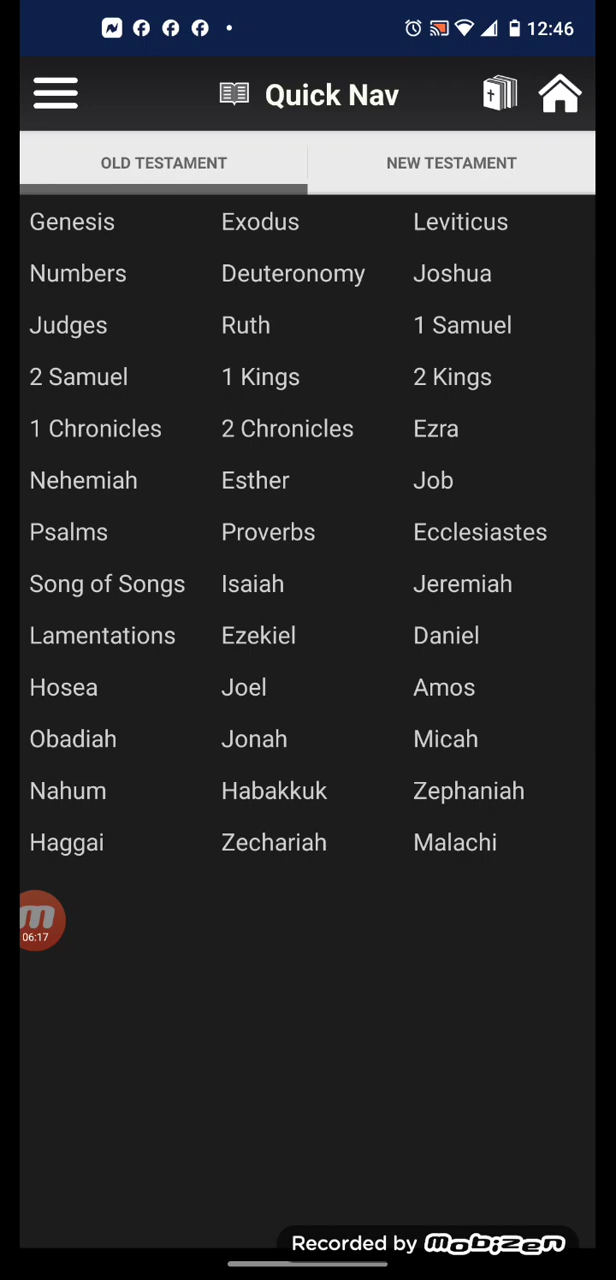 12:46
Quick Nav
OLD TESTAMENT NEW TESTAMENT
Genesis Exodus Leviticus
Numbers Deuteronomy Joshua
Judges Ruth 1 Samuel
2 Samuel 1 Kings 2 Kings
1 Chronicles 2 Chronicles Ezra
Nehemiah Esther Job
Psalms Proverbs Ecclesiastes
Song of Songs Isaiah Jeremiah
Lamentations Ezekiel Daniel
Hosea Joel Amos
Obadiah Jonah Micah
Nahum Habakkuk Zephaniah
Haggai Zechariah Malachi
m
06:17
Recorded by mobizen